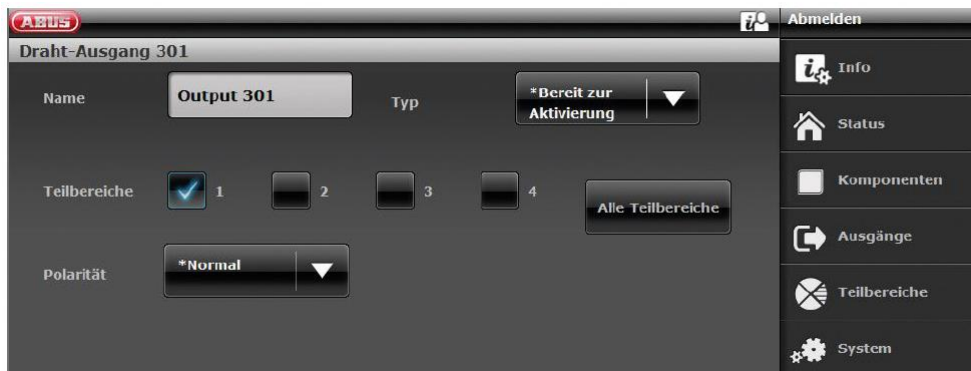 ABUS
Abmelden
Draht-Ausgang 301
Name
Output 301
Typ
*Bereit zur
Aktivierung
Teilbereiche
1
2
3
4
Alle Teilbereiche
Polarität
*Normal
Info
Status
Komponenten
Ausgänge
Teilbereiche
System